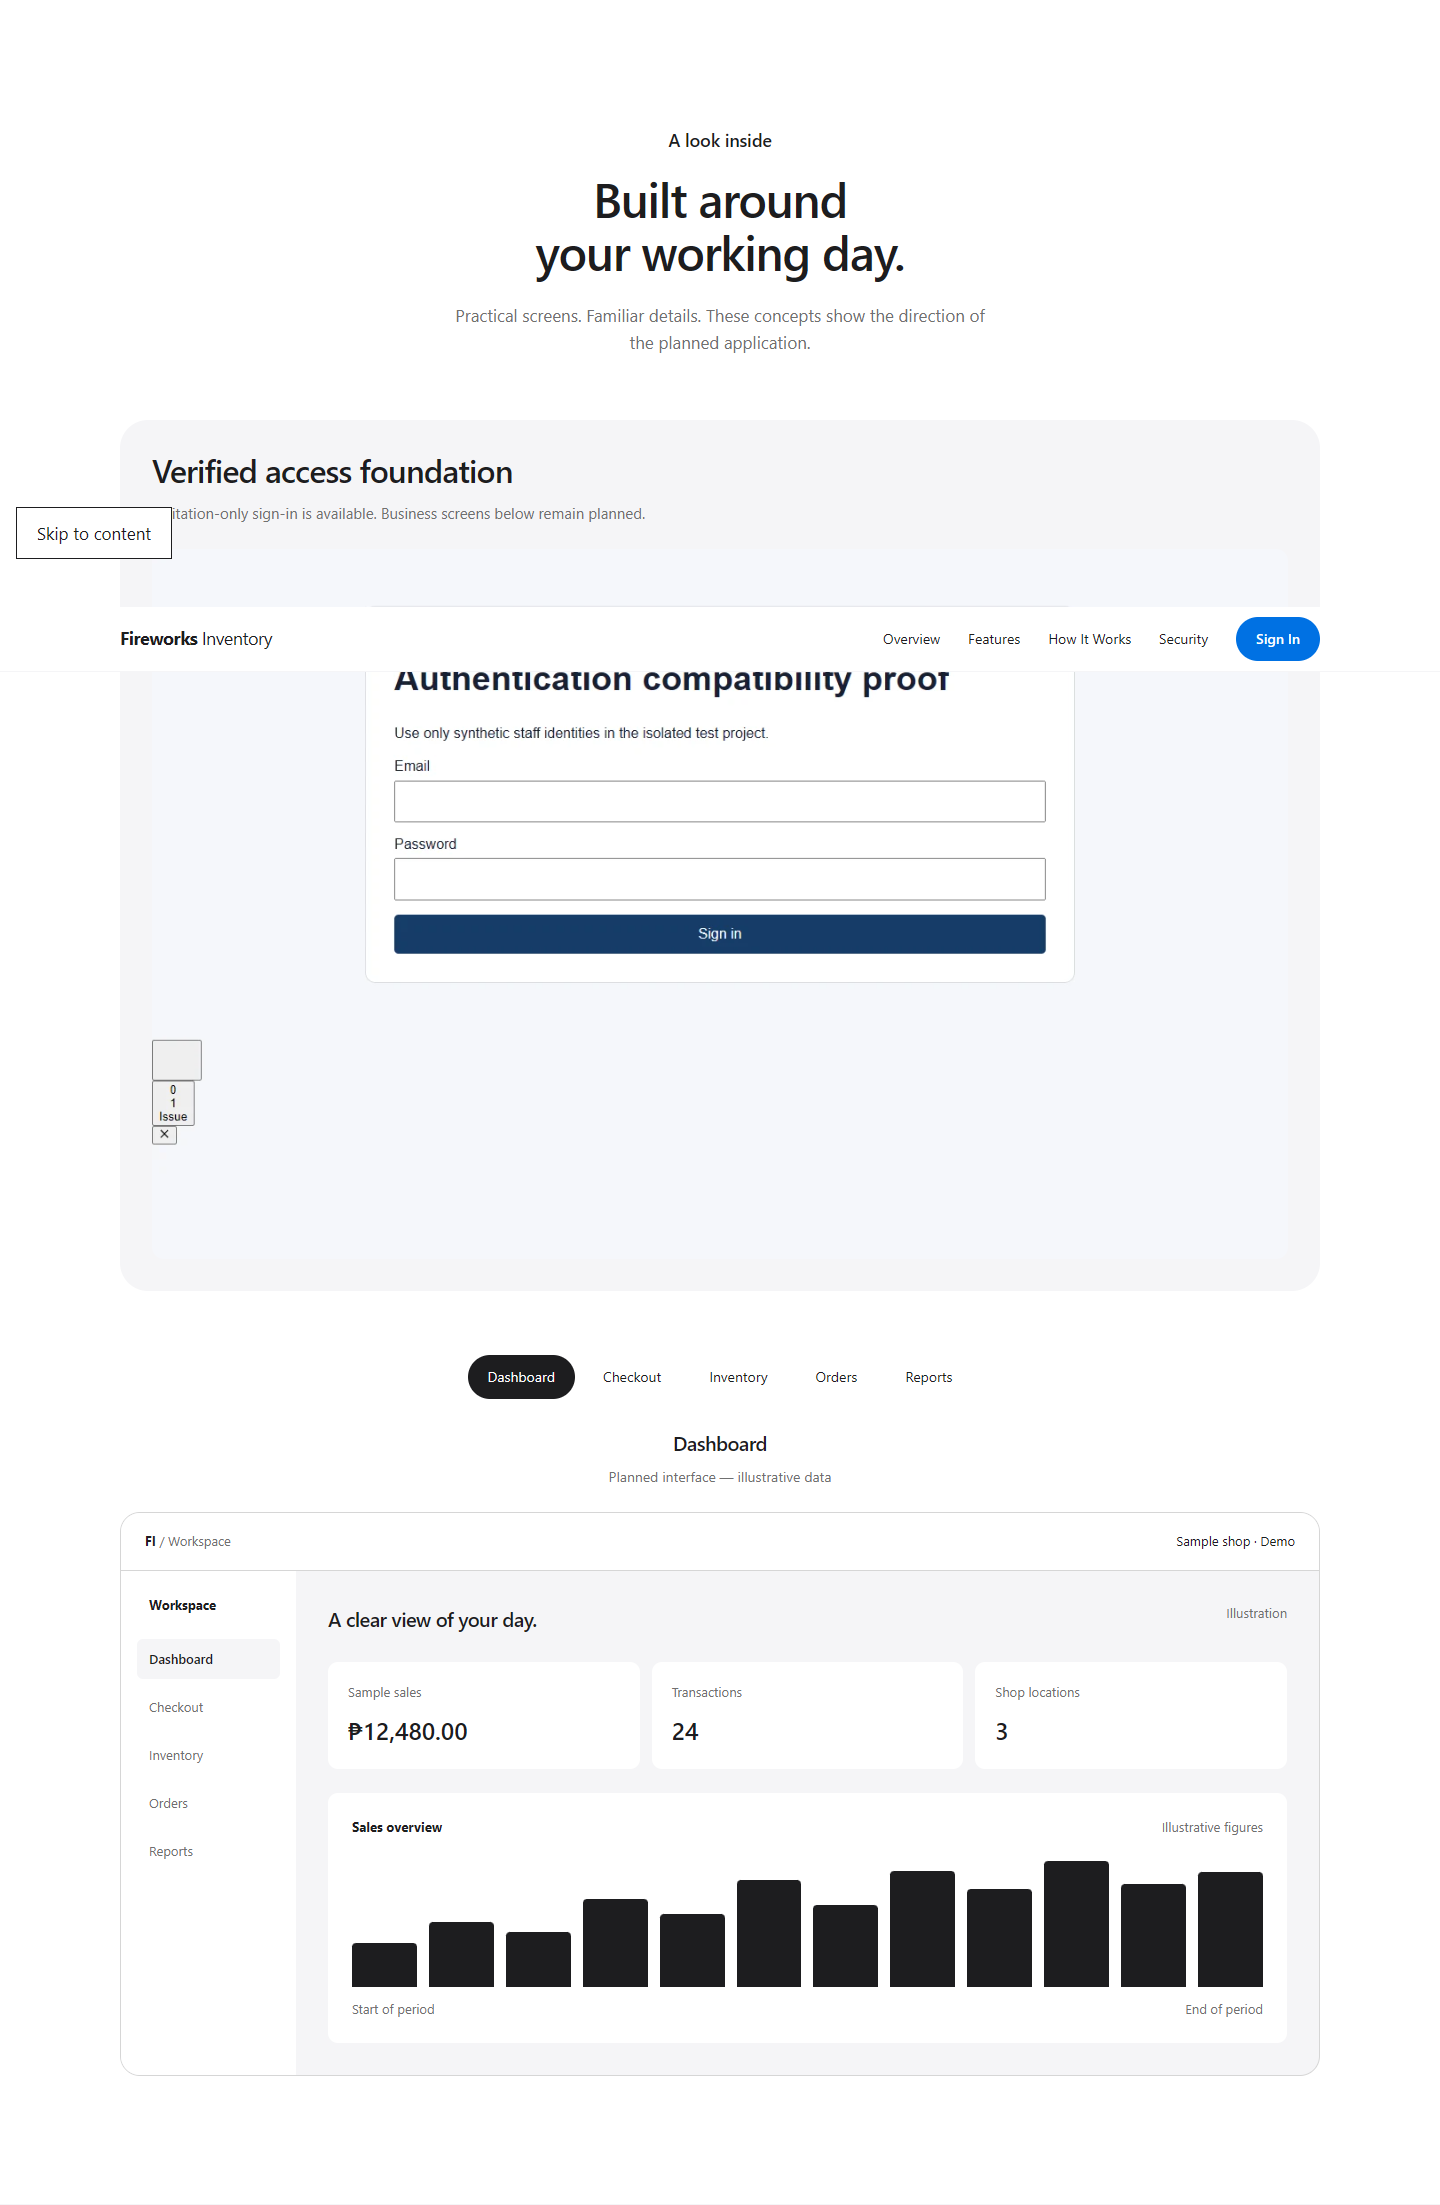 A look inside
Built around
your working day.
Practical screens. Familiar details. These concepts show the direction of
the planned application.
Verified access foundation
itation-only sign-in is available. Business screens below remain planned.
Skip to content
Fireworks Inventory
Overview
Features
How It Works
Security
Sign In
Authentication compatibility proof
Use only synthetic staff identities in the isolated test project.
Email
Password
Sign in
0
1
Issue
✕
Dashboard
Checkout
Inventory
Orders
Reports
Dashboard
Planned interface — illustrative data
FI / Workspace
Sample shop · Demo
Workspace
Dashboard
Checkout
Inventory
Orders
Reports
A clear view of your day.
Illustration
Sample sales
₱12,480.00
Transactions
24
Shop locations
3
Sales overview
Illustrative figures
Start of period
End of period